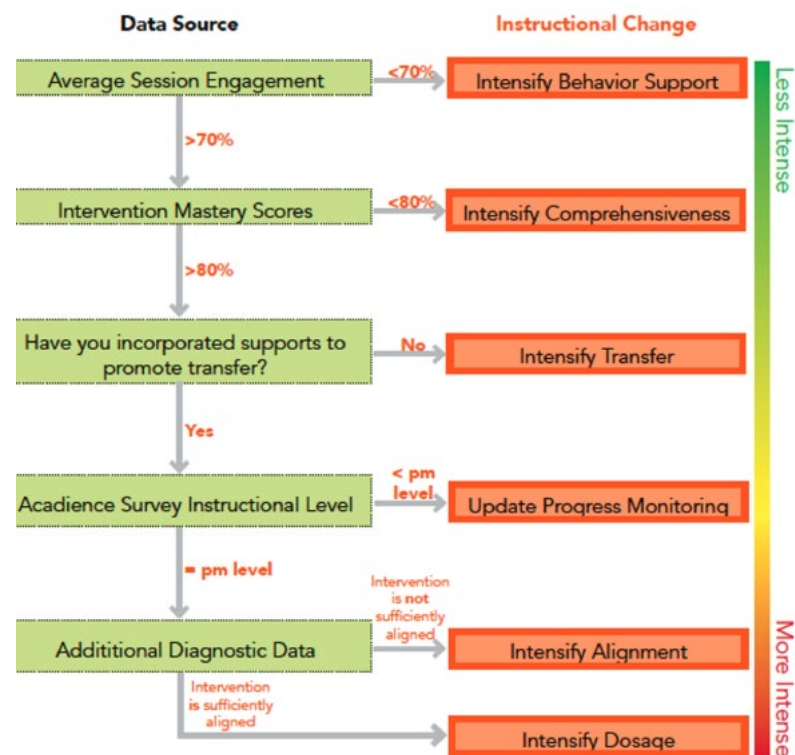 Data Source
Instructional Change
Average Session Engagement
<70%
Intensify Behavior Support
Less Intense
>70%
Intervention Mastery Scores
<80%
Intensify Comprehensiveness
>80%
Have you incorporated supports to
promote transfer?
No
Intensify Transfer
Yes
Acadience Survey Instructional Level
< pm
level
Update Progress Monitoring
= pm level
Intervention
is not
sufficiently
aligned
Addititional Diagnostic Data
Intensify Alignment
More Intense
Intervention
is sufficiently
aligned
Intensify Dosage